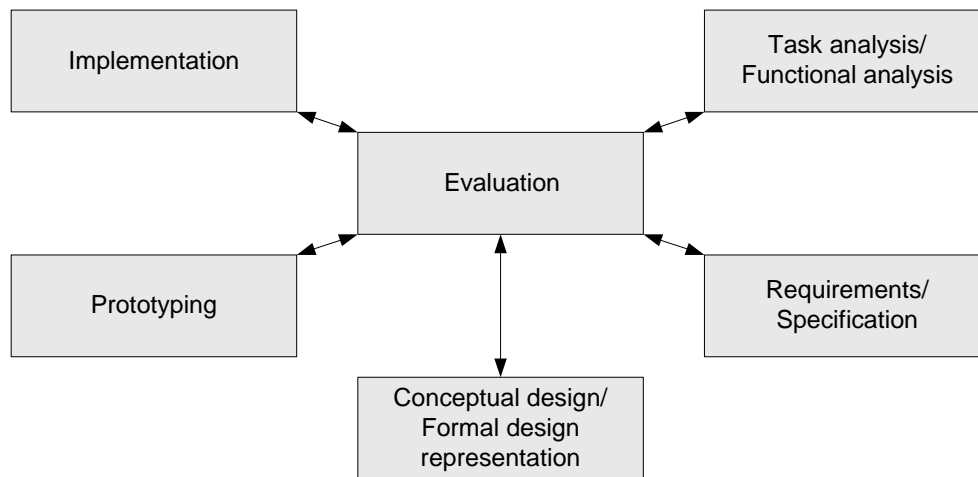 Implementation
Task analysis/
Functional analysis
Evaluation
Prototyping
Requirements/
Specification
Conceptual design/
Formal design
representation